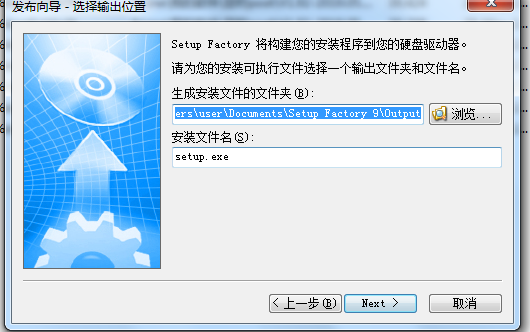 发布向导 - 选择输出位置
Setup Factory 将构建您的安装程序到您的硬盘驱动器。
请为您的安装可执行文件选择一个输出文件夹和文件名。
生成安装文件的文件夹(B):
ers\user\Documents\Setup Factory 9\Output
浏览...
安装文件名(S):
setup.exe
< 上一步(B)
Next >
取消